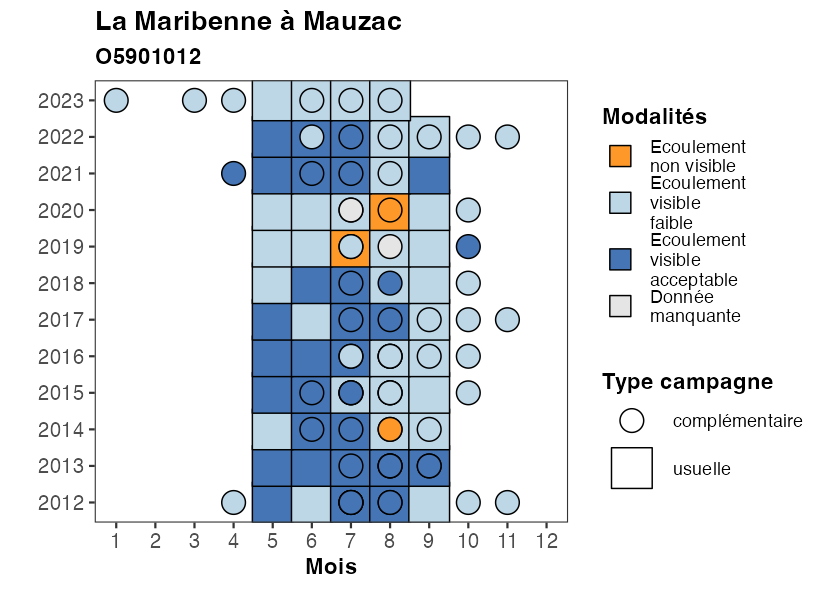 La Maribenne à Mauzac
O5901012
2023
2022
2021
2020
2019
2018
2017
2016
2015
2014
2013
2012
1 2 3 4 5 6 7 8 9 10 11 12
Mois
Modalités
Ecoulement
non visible
Ecoulement
visible
faible
Ecoulement
visible
acceptable
Donnée
manquante
Type campagne
complémentaire
usuelle